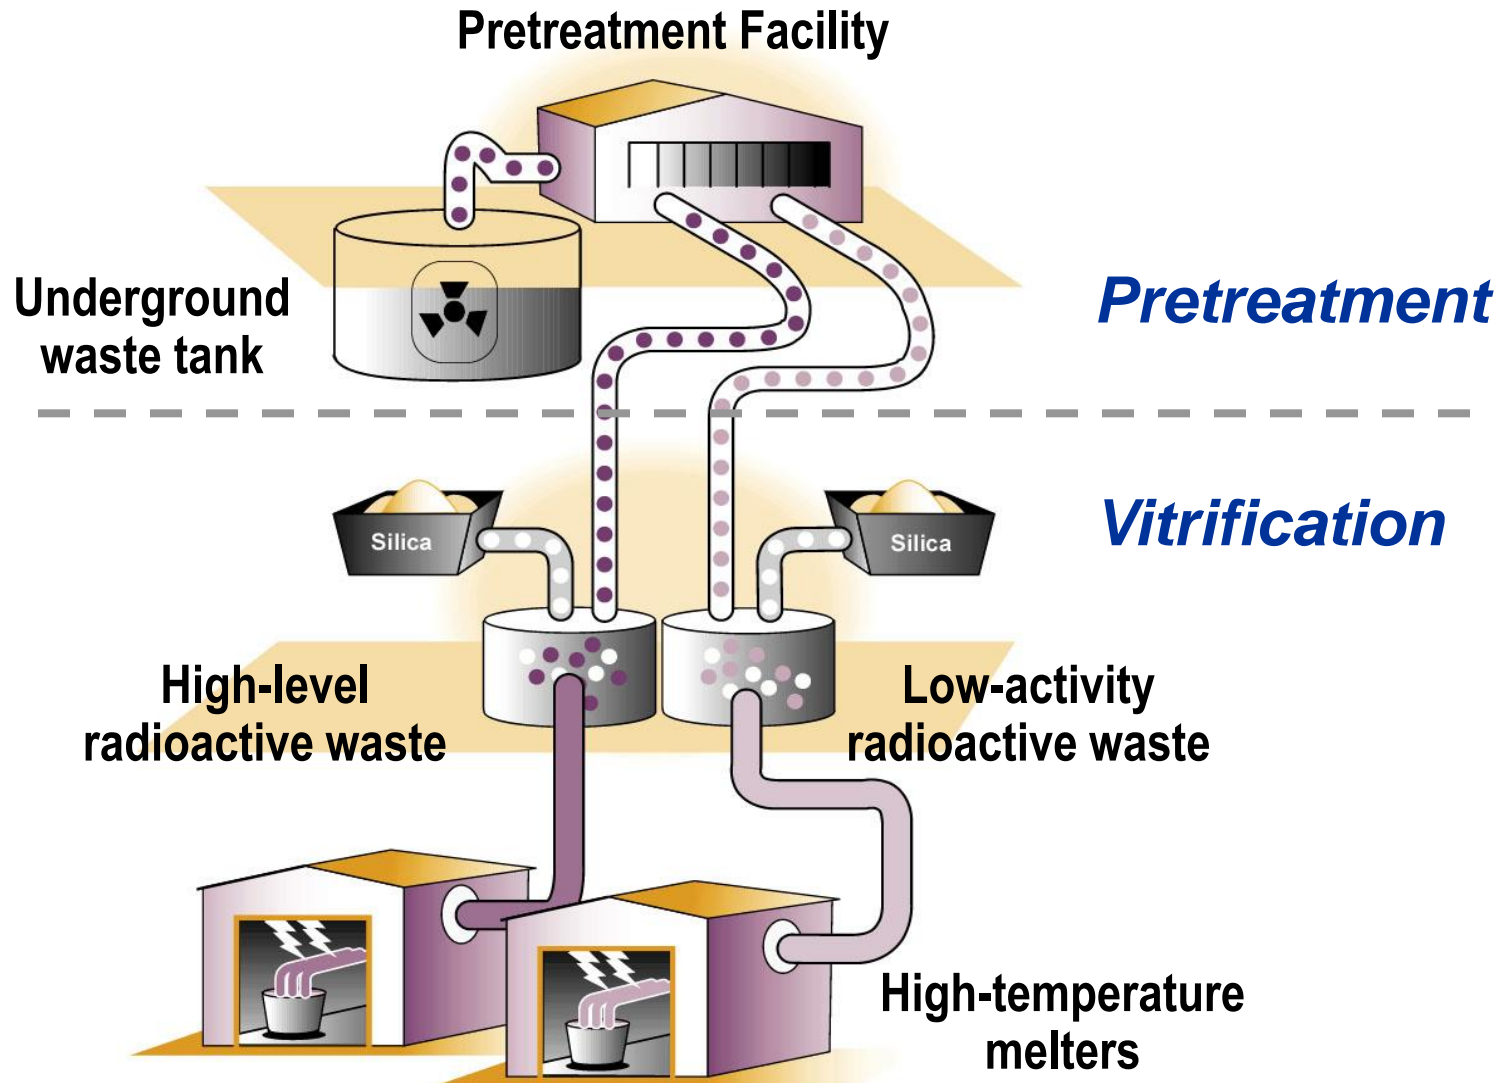 Pretreatment Facility
Underground
waste tank
Pretreatment
Silica
Silica
Vitrification
High-level
radioactive waste
Low-activity
radioactive waste
High-temperature
melters